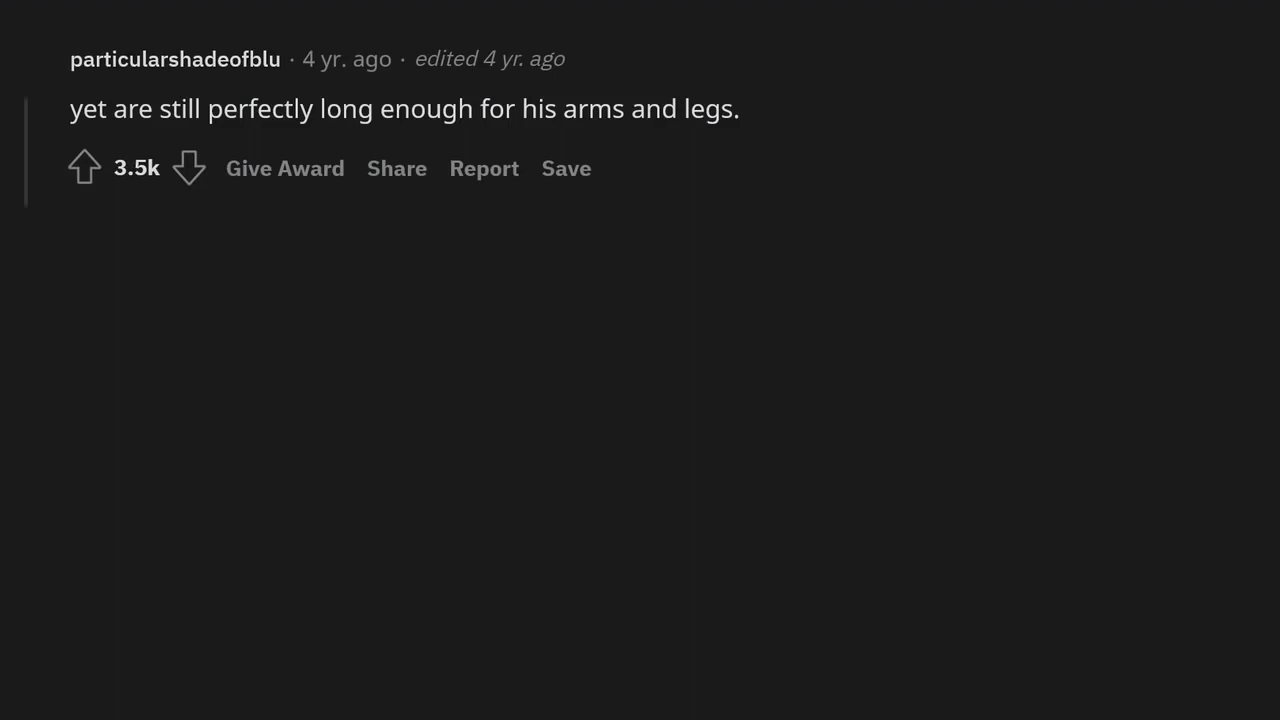 particularshadeofblu · 4 yr. ago · edited 4 yr. ago
yet are still perfectly long enough for his arms and legs.
3.5k Give Award Share Report Save